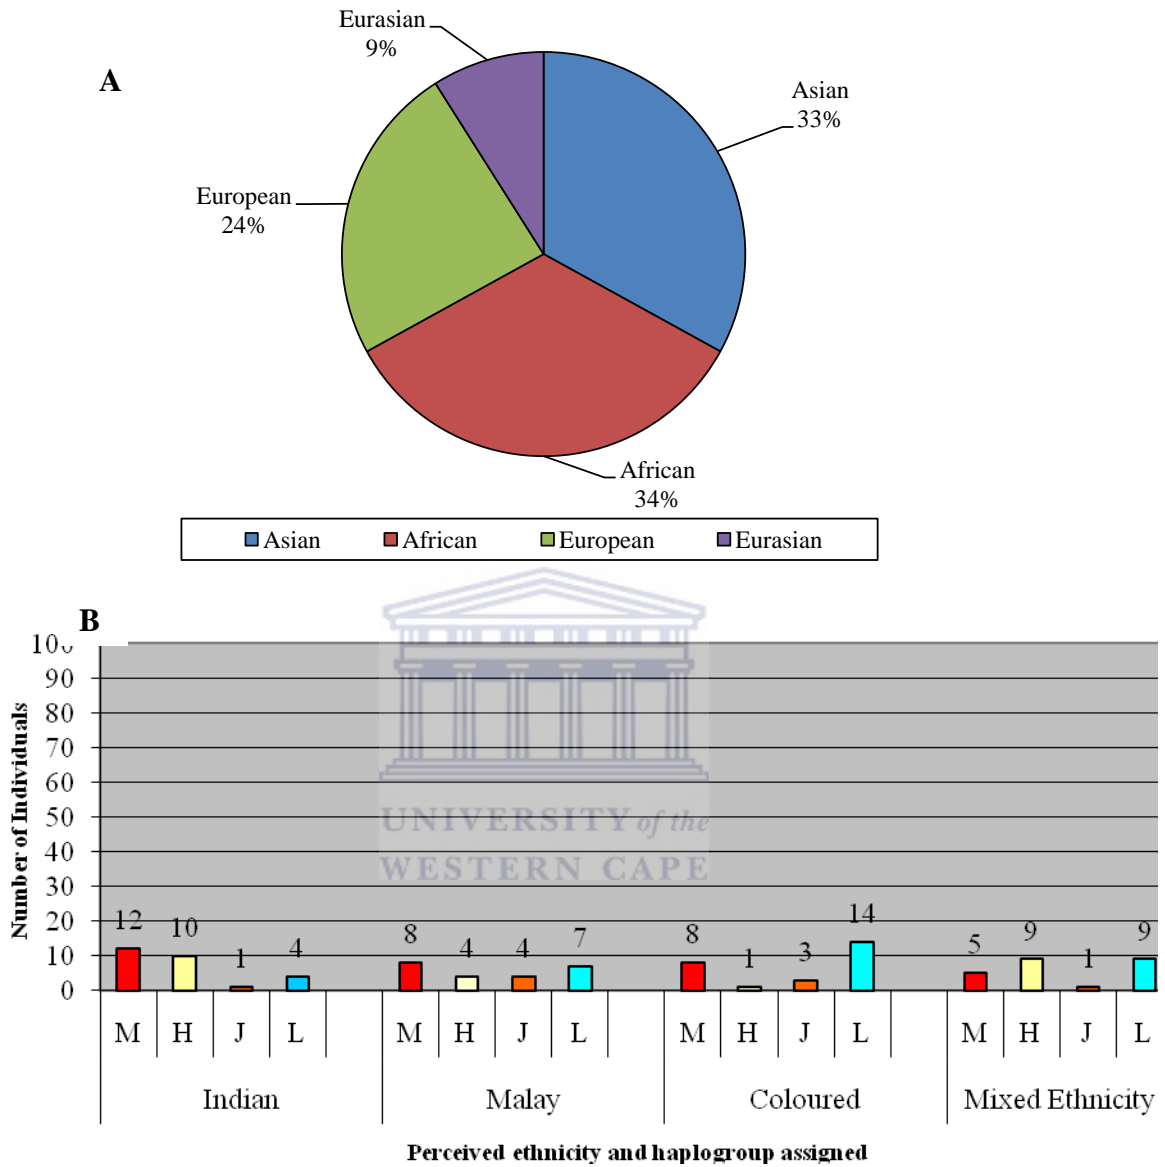 A
Eurasian
9%
Asian
33%
European
24%
African
34%
Asian African European Eurasian
B
UNIVERSITY of the
WESTERN CAPE
Number of Individuals
100
90
80
70
60
50
40
30
20
10
0
12 10 1 4 8 4 4 7 8 1 3 14 5 9 1 9
M H J L M H J L M H J L M H J L
Indian Malay Coloured Mixed Ethnicity
Perceived ethnicity and haplogroup assigned